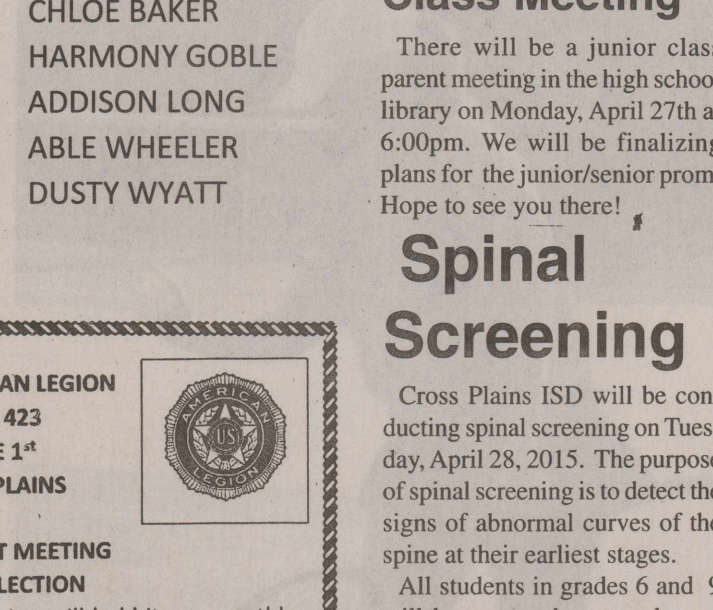 CHLOE BAKER
HARMONY GOBLE
ADDISON LONG
ABLE WHEELER
DUSTY WYATT
AN LEGION
423
E 1st
PLAINS
T MEETING
LECTION
AMERICAN
US
LEGION
Class Meeting
There will be a junior clas
parent meeting in the high schoo
library on Monday, April 27th a
6:00pm. We will be finalizing
plans for the junior/senior prom
Hope to see you there!
Spinal
Screening
Cross Plains ISD will be con
ducting spinal screening on Tues
day, April 28, 2015. The purpose
of spinal screening is to detect the
signs of abnormal curves of the
spine at their earliest stages.
All students in grades 6 and 9